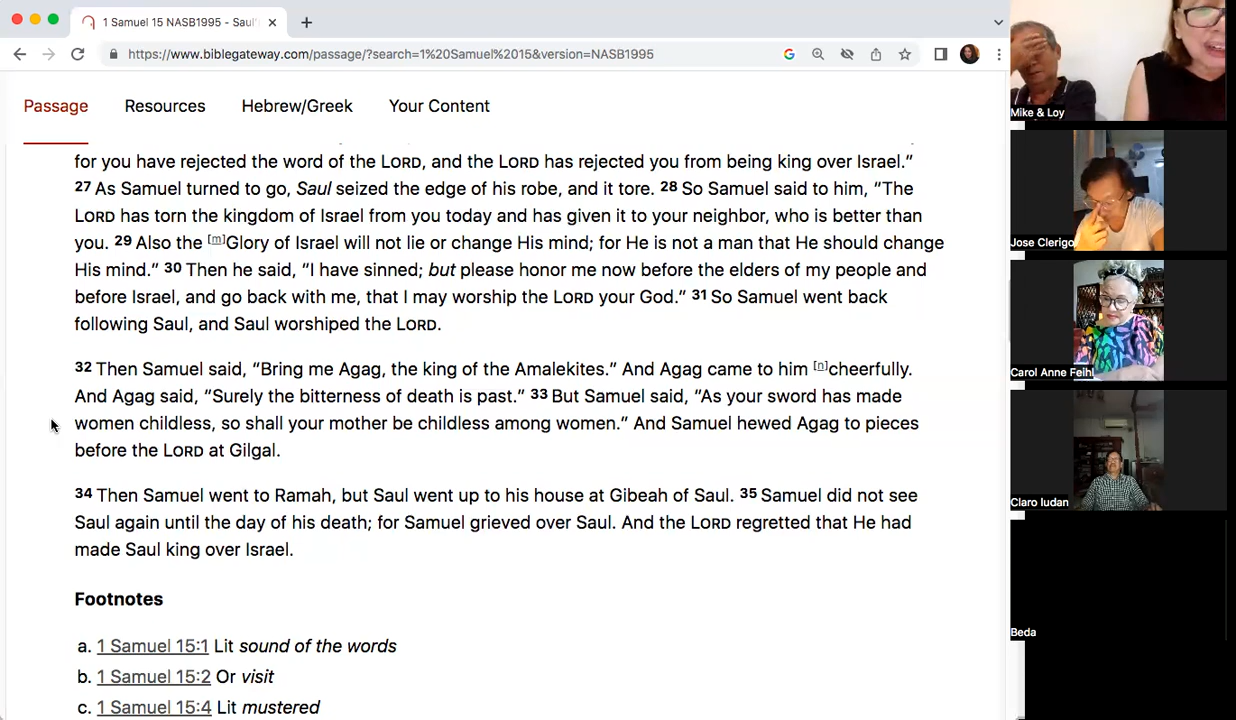 1 Samuel 15 NASB1995 - Saul'
https://www.biblegateway.com/passage/?search=1%20Samuel%2015&version=NASB1995
Passage Resources Hebrew/Greek Your Content
for you have rejected the word of the LORD, and the LORD has rejected you from being king over Israel.”
27 As Samuel turned to go, Saul seized the edge of his robe, and it tore. 28 So Samuel said to him, “The
LORD has torn the kingdom of Israel from you today and has given it to your neighbor, who is better than
you. 29 Also the [m]Glory of Israel will not lie or change His mind; for He is not a man that He should change
His mind.” 30 Then he said, “I have sinned; but please honor me now before the elders of my people and
before Israel, and go back with me, that I may worship the LORD your God.” 31 So Samuel went back
following Saul, and Saul worshiped the LORD.
32 Then Samuel said, “Bring me Agag, the king of the Amalekites.” And Agag came to him [n]cheerfully.
And Agag said, “Surely the bitterness of death is past.” 33 But Samuel said, “As your sword has made
women childless, so shall your mother be childless among women.” And Samuel hewed Agag to pieces
before the LORD at Gilgal.
34 Then Samuel went to Ramah, but Saul went up to his house at Gibeah of Saul. 35 Samuel did not see
Saul again until the day of his death; for Samuel grieved over Saul. And the LORD regretted that He had
made Saul king over Israel.
Footnotes
a. 1 Samuel 15:1 Lit sound of the words
b. 1 Samuel 15:2 Or visit
c. 1 Samuel 15:4 Lit mustered
Mike & Loy
Jose Clerigo
Carol Anne Feihl
Claro Iudan
Beda